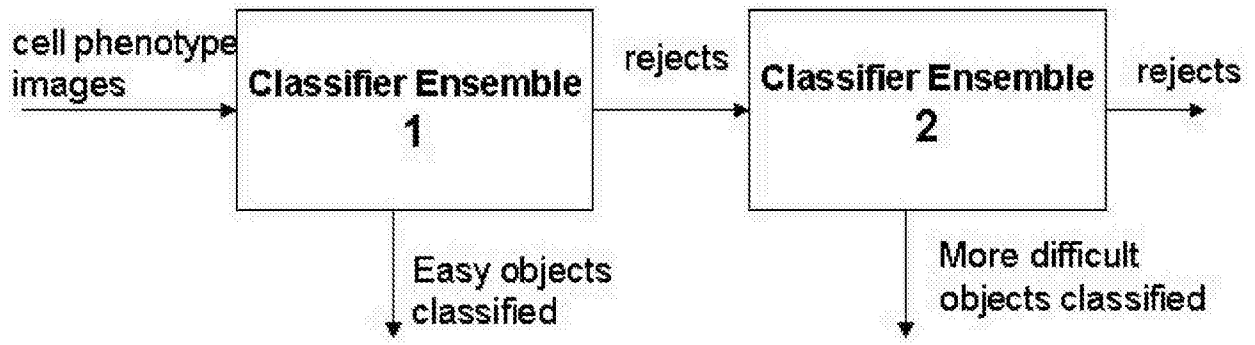 cell phenotype
images
Classifier Ensemble
1
rejects
Classifier Ensemble
2
rejects
Easy objects
classified
More difficult
objects classified